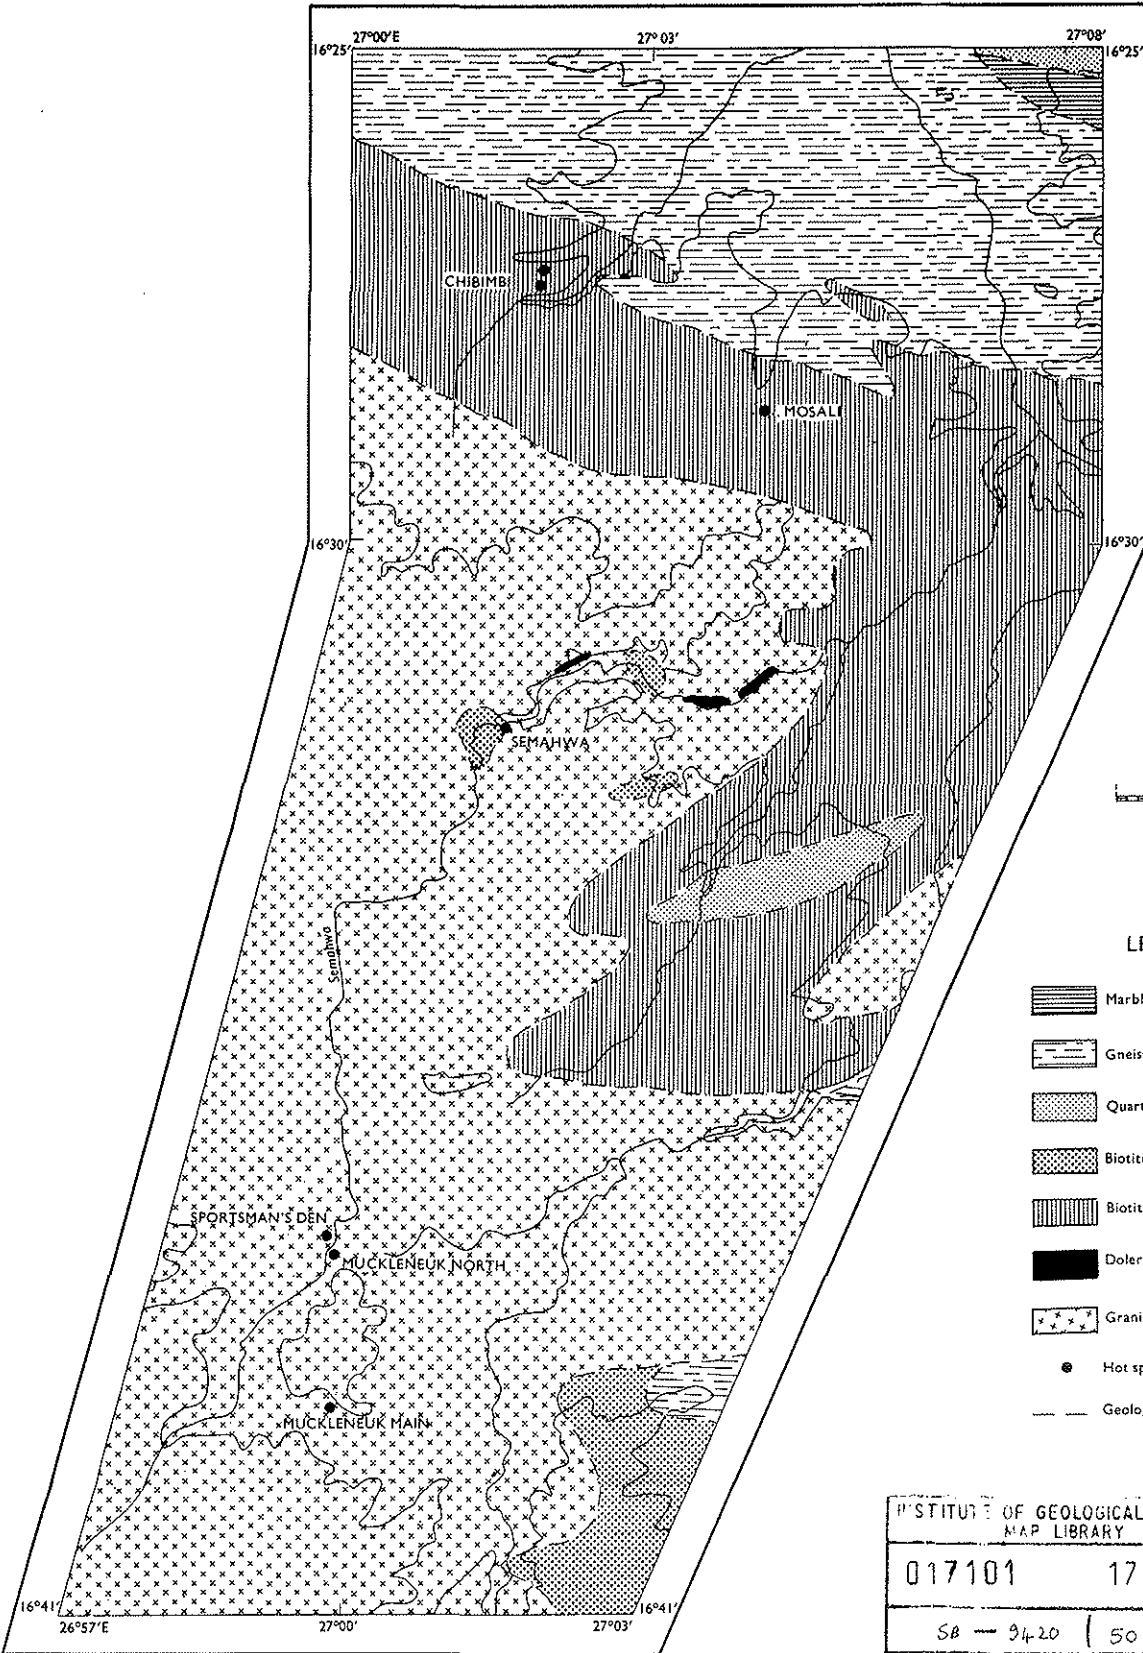 27°00'E
27°03'
27°08'
16°25'
16°25'
CHIBIMBI
MOSALI
16°30'
16°30'
SEMAHWA
Semahwa
SPORTSMAN'S DEN
MUCKLENEUK NORTH
MUCKLENEUK MAIN
16°41'
16°41'
26°57'E
27°00'
27°03'
LE
Marbl
Gneis
Quart
Biotit
Biotit
Doler
Grani
Hot sp
Geolo
INSTITUTE OF GEOLOGICAL
MAP LIBRARY
017101 17
SB — 9420 50